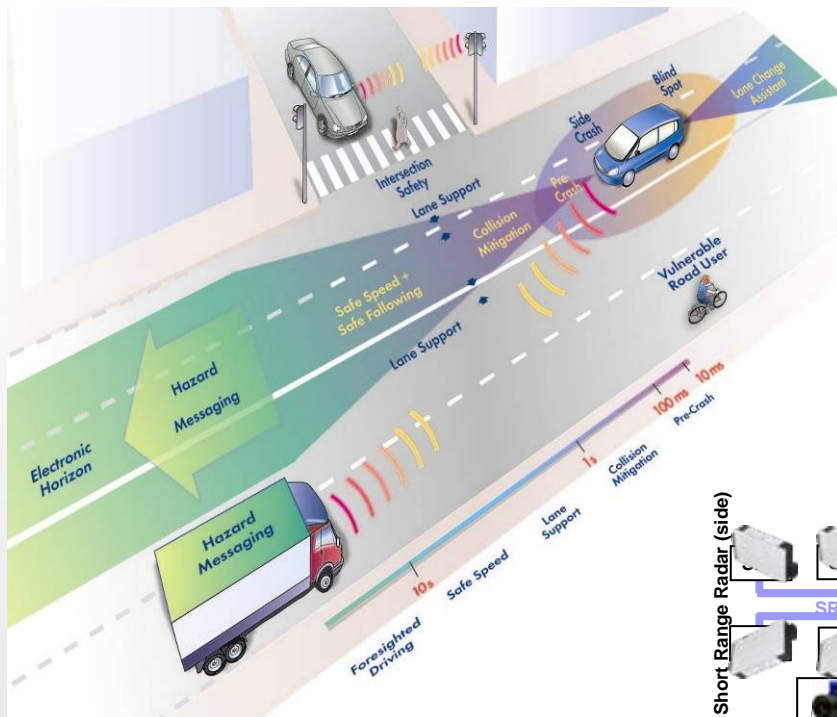 Blind
Spot
Lane Change
Assistant
Side
Crash
Pre-
Crash
Intersection
Safety
Lane Support
Collision
Mitigation
Vulnerable
Road User
Safe Speed +
Safe Following
Lane Support
Hazard
Messaging
Electronic
Horizon
Hazard
Messaging
10 ms
100 ms
1s
10s
Pre-Crash
Collision
Mitigation
Lane
Support
Safe Speed
Foresighted
Driving
Short Range Radar (side)
SR